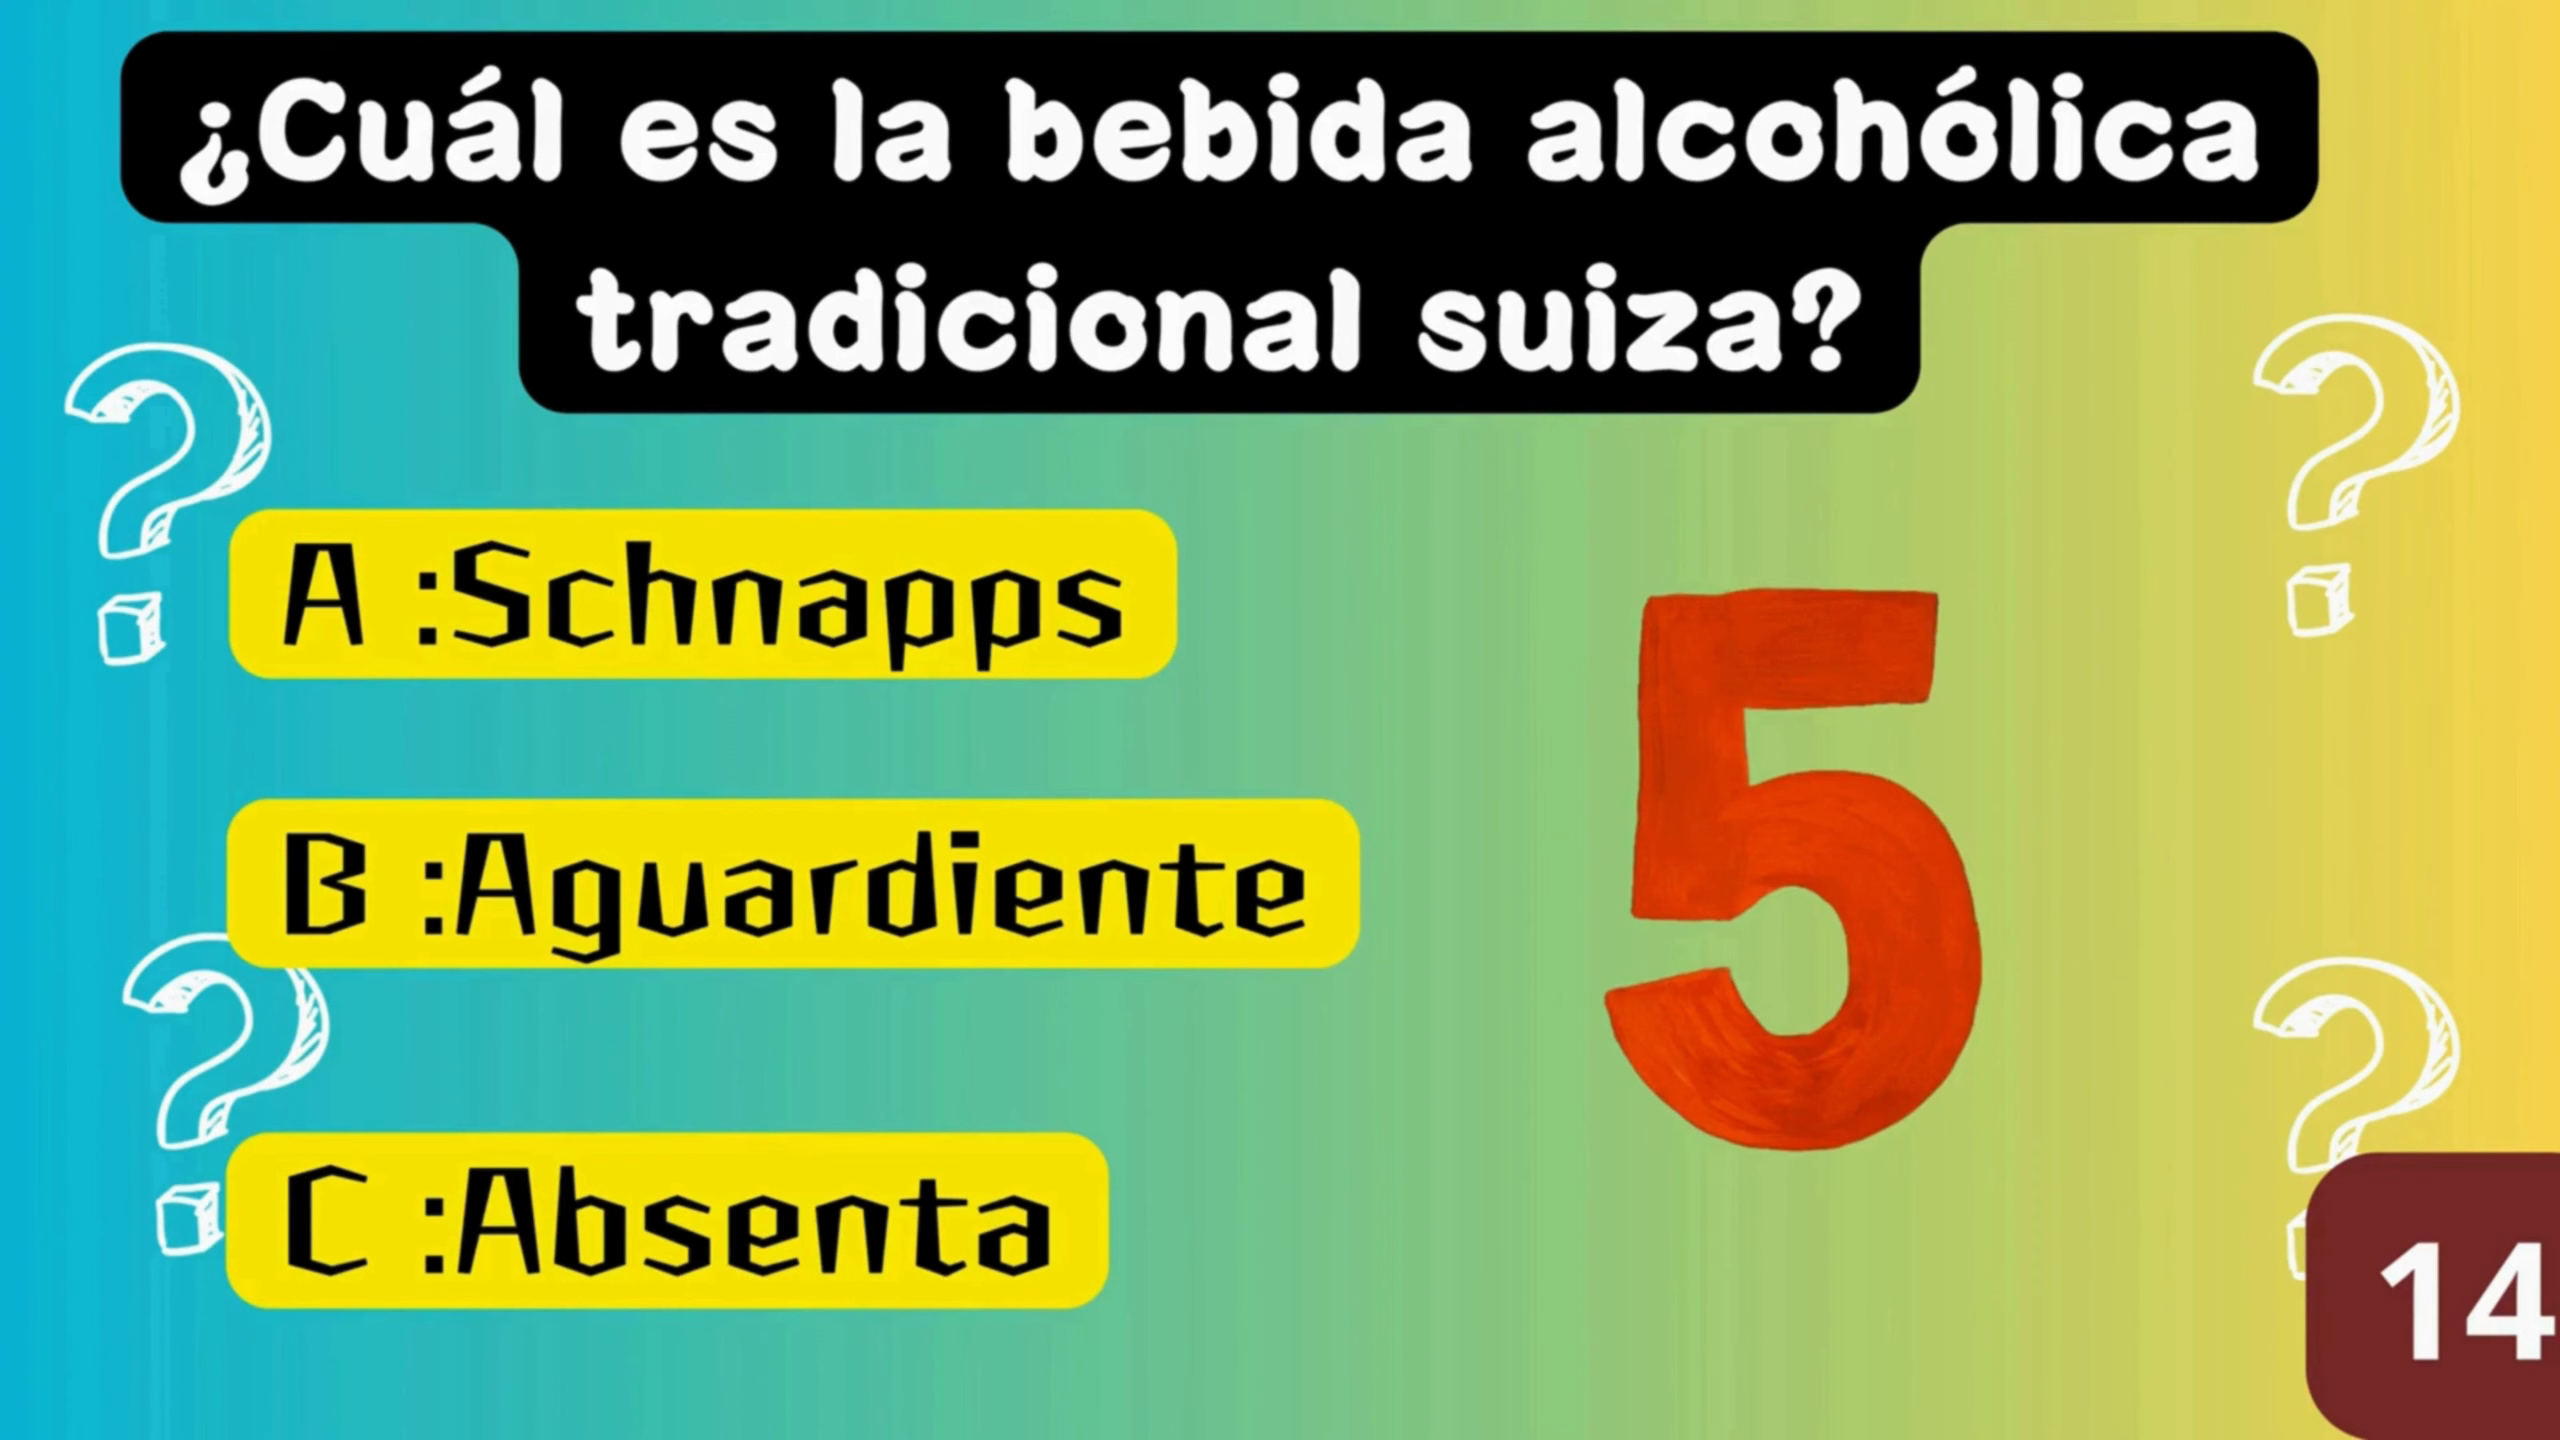 ¿Cuál es la bebida alcohólica
tradicional suiza?
A :Schnapps
5
B :Aguardiente
C :Absenta
14